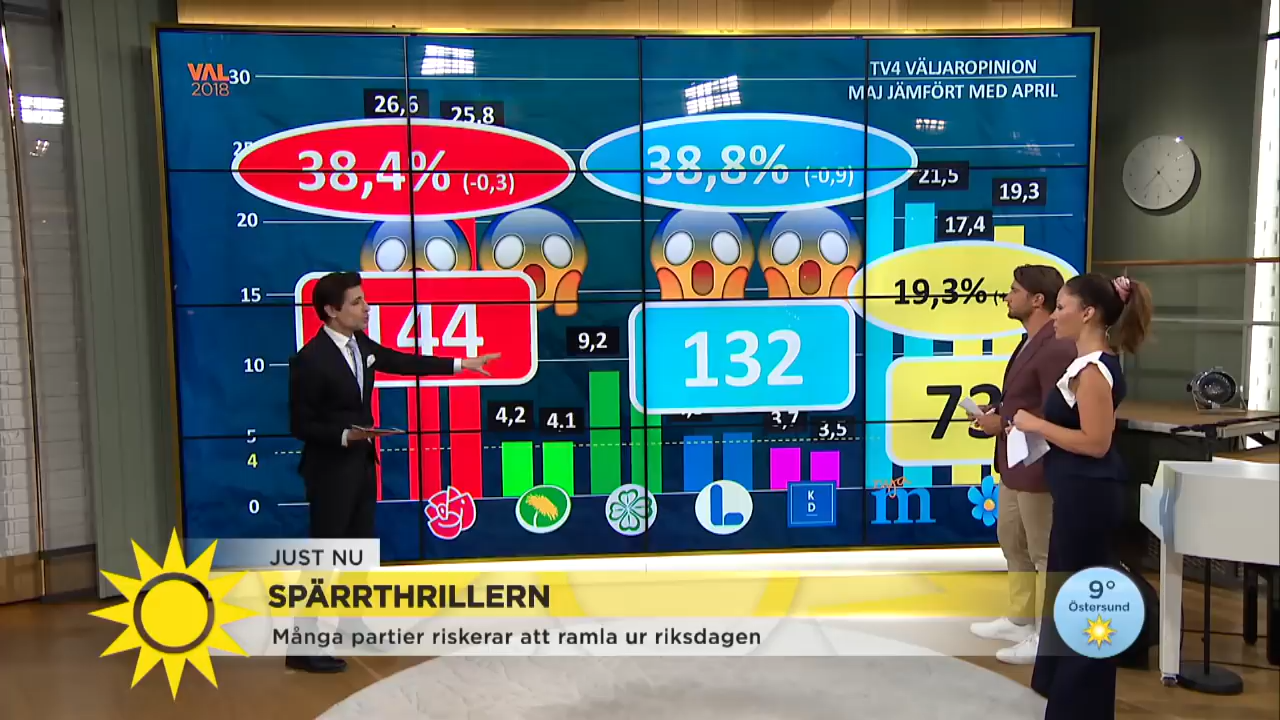 VAL
2018
30
TV4 VÄLJAROPINION
MAJ JÄMFÖRT MED APRIL
26,6
25,8
38,4% (-0,3)
38,8% (-0,9)
21,5
19,3
17,4
20
15
19,3%
144
132
73
10
9,2
4,2
4.1
3,7
3,5
5
4
0
L
K
D
nya
m
JUST NU
SPÄRRTHRILLERN
Många partier riskerar att ramla ur riksdagen
9°
Östersund